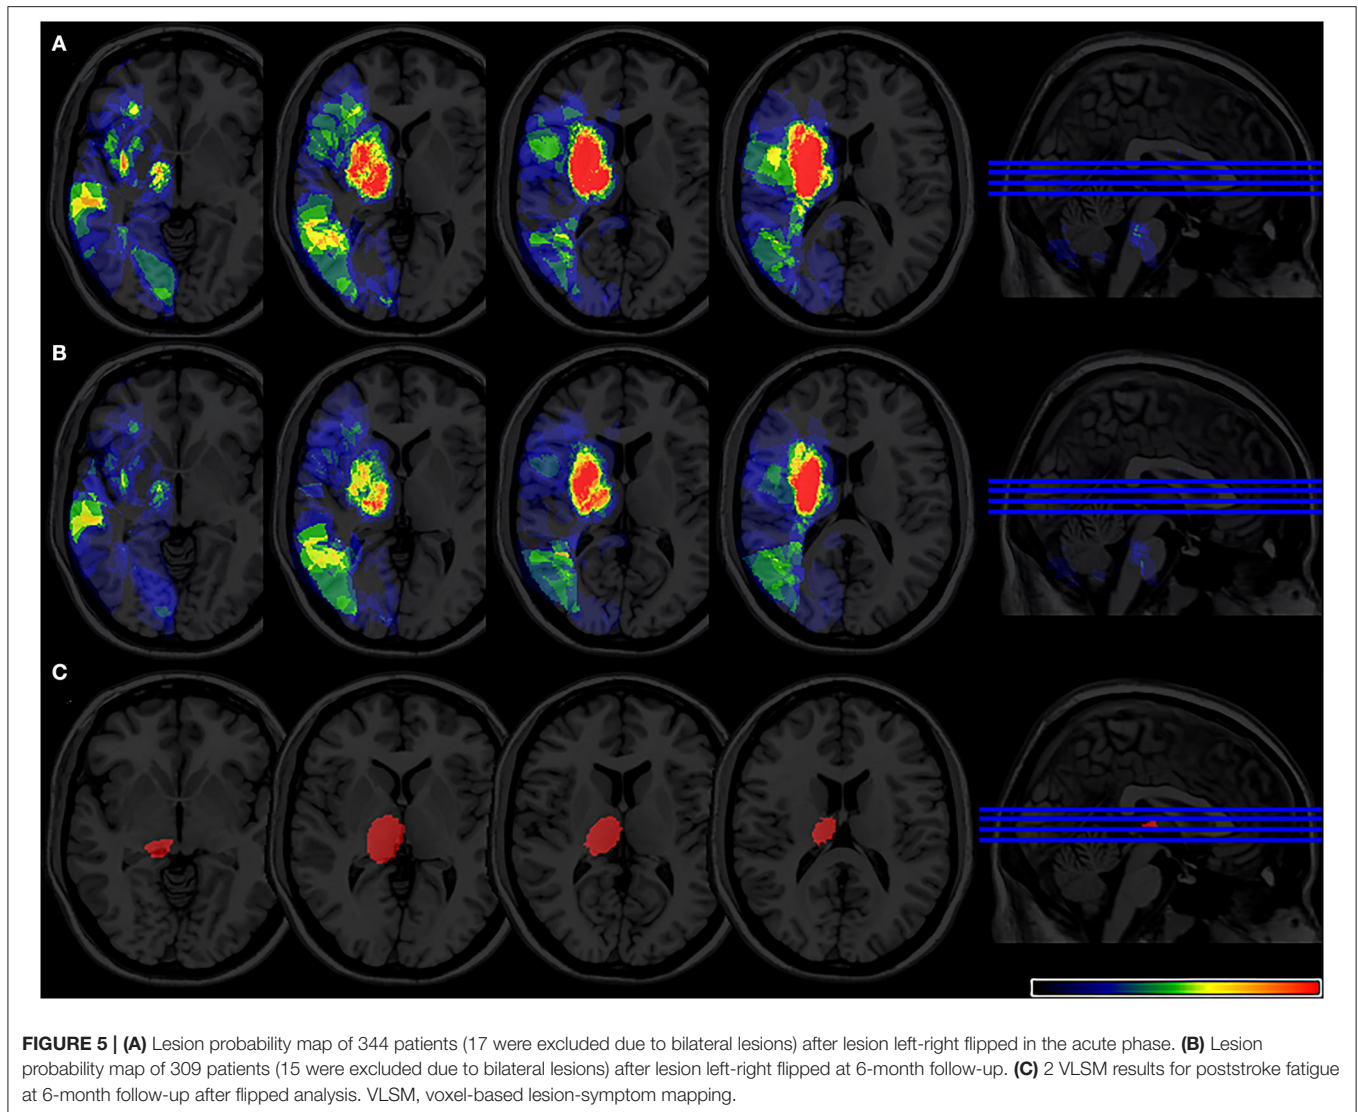 A
B
C
FIGURE 5 | (A) Lesion probability map of 344 patients (17 were excluded due to bilateral lesions) after lesion left-right flipped in the acute phase. (B) Lesion
probability map of 309 patients (15 were excluded due to bilateral lesions) after lesion left-right flipped at 6-month follow-up. (C) 2 VLSM results for poststroke fatigue
at 6-month follow-up after flipped analysis. VLSM, voxel-based lesion-symptom mapping.